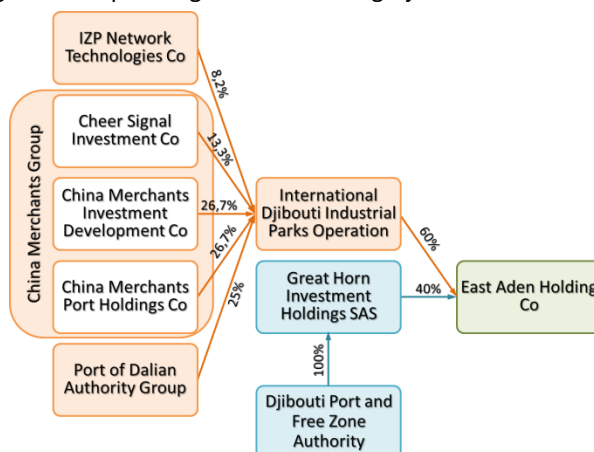 IZP Network
Technologies Co
8,2%
China Merchants Group
Cheer Signal
Investment Co
13,3%
China Merchants
Investment
Development Co
26,7%
China Merchants
Port Holdings Co
26,7%
Port of Dalian
Authority Group
25%
International
Djibouti Industrial
Parks Operation
60%
Great Horn
Investment
Holdings SAS
40%
East Aden Holding
Co
100%
Djibouti Port and
Free Zone
Authority